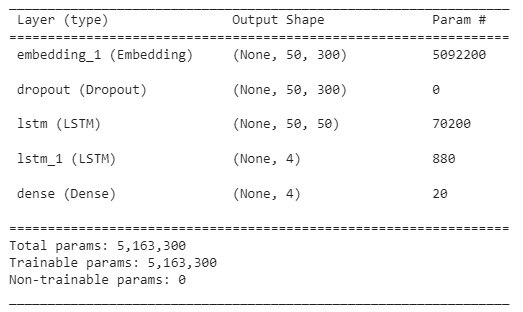 Layer (type) Output Shape Param #
embedding_1 (Embedding) (None, 50, 300) 5092200
dropout (Dropout) (None, 50, 300) 0
lstm (LSTM) (None, 50, 50) 70200
lstm_1 (LSTM) (None, 4) 880
dense (Dense) (None, 4) 20
Total params: 5,163,300
Trainable params: 5,163,300
Non-trainable params: 0